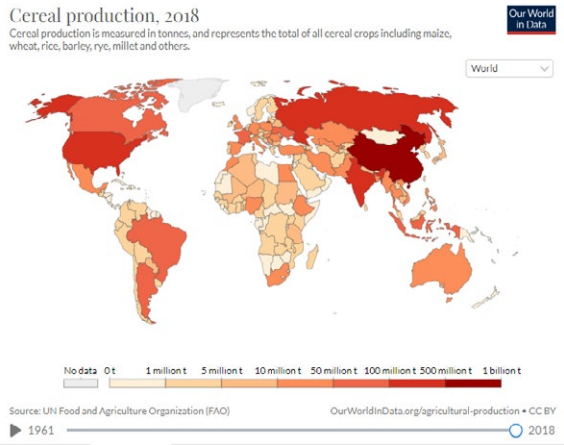 Cereal production, 2018
Cereal production is measured in tonnes, and represents the total of all cereal crops including maize,
wheat, rice, barley, rye, millet and others.
Our World
in Data
World
No data 0 t 1 million t 5 million t 10 million t 50 million t 100 million t 500 million t 1 billion t
Source: UN Food and Agriculture Organization (FAO) OurWorldInData.org/agricultural-production • CC BY
1961 2018